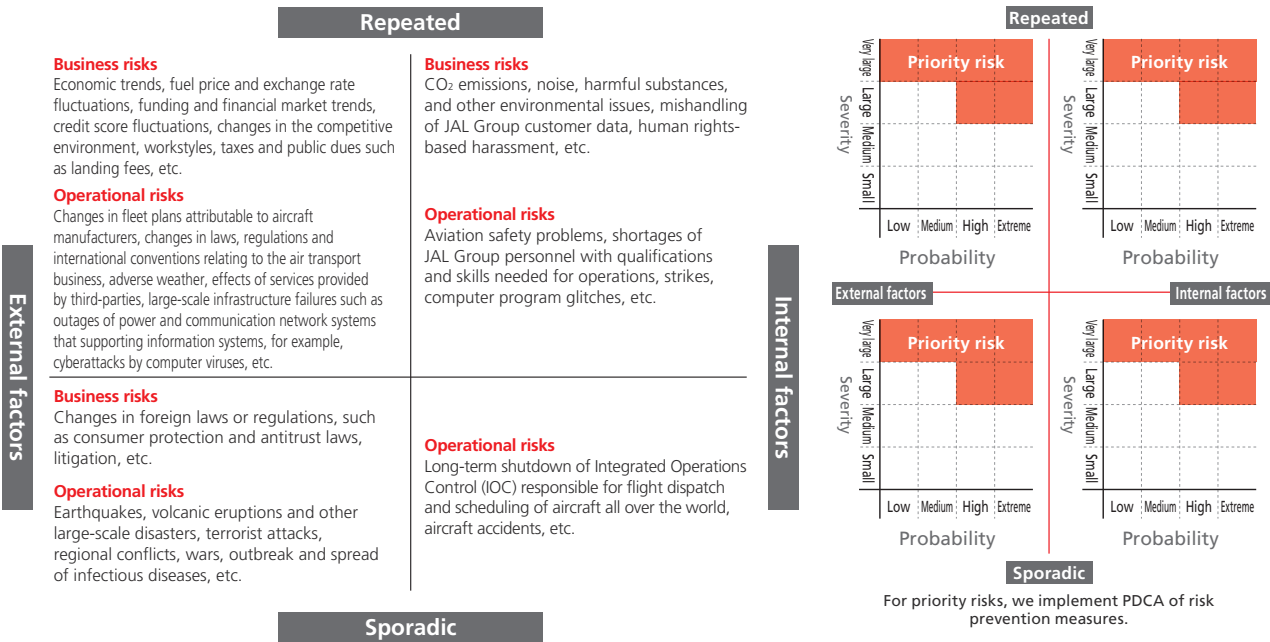 Repeated
External factors
Business risks
Economic trends, fuel price and exchange rate
fluctuations, funding and financial market trends,
credit score fluctuations, changes in the competitive
environment, workstyles, taxes and public dues such
as landing fees, etc.
Operational risks
Changes in fleet plans attributable to aircraft
manufacturers, changes in laws, regulations and
international conventions relating to the air transport
business, adverse weather, effects of services provided
by third-parties, large-scale infrastructure failures such as
outages of power and communication network systems
that supporting information systems, for example,
cyberattacks by computer viruses, etc.
Business risks
CO2 emissions, noise, harmful substances,
and other environmental issues, mishandling
of JAL Group customer data, human rights-
based harassment, etc.
Operational risks
Aviation safety problems, shortages of
JAL Group personnel with qualifications
and skills needed for operations, strikes,
computer program glitches, etc.
Business risks
Changes in foreign laws or regulations, such
as consumer protection and antitrust laws,
litigation, etc.
Operational risks
Earthquakes, volcanic eruptions and other
large-scale disasters, terrorist attacks,
regional conflicts, wars, outbreak and spread
of infectious diseases, etc.
Operational risks
Long-term shutdown of Integrated Operations
Control (IOC) responsible for flight dispatch
and scheduling of aircraft all over the world,
aircraft accidents, etc.
Internal factors
Sporadic
Repeated
Severity
Very large
Large
Medium
Small
Priority risk
Low Medium High Extreme
Probability
Severity
Very large
Large
Medium
Small
Priority risk
Low Medium High Extreme
Probability
External factors
Internal factors
Severity
Very large
Large
Medium
Small
Priority risk
Low Medium High Extreme
Probability
Severity
Very large
Large
Medium
Small
Priority risk
Low Medium High Extreme
Probability
Sporadic
For priority risks, we implement PDCA of risk
prevention measures.